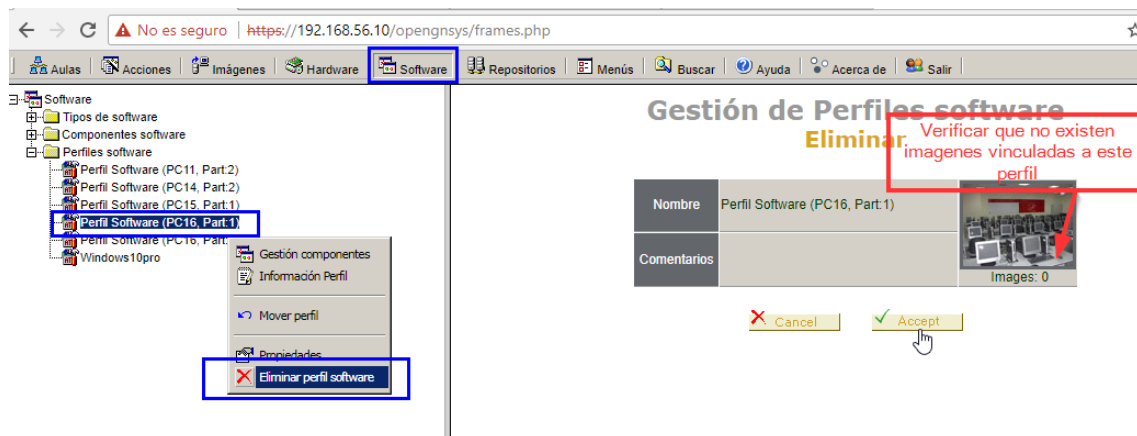 No es seguro | https://192.168.56.10/opengnsys/frames.php
Aulas Acciones Imágenes Hardware Software Repositorios Menús Buscar Ayuda Acerca de Salir
Software
Tipos de software
Componentes software
Perfiles software
Perfil Software (PC11, Part:2)
Perfil Software (PC14, Part:2)
Perfil Software (PC15, Part:1)
Perfil Software (PC16, Part:1)
Perfil Software (PC16, Part:
Windows10pro
Gestión componentes
Información Perfil
Mover perfil
Propiedades
Eliminar perfil software
Gestión de Perfiles software
Eliminar
Verificar que no existen
imagenes vinculadas a este
perfil
Nombre Perfil Software (PC16, Part:1)
Comentarios
Images: 0
Cancel Accept